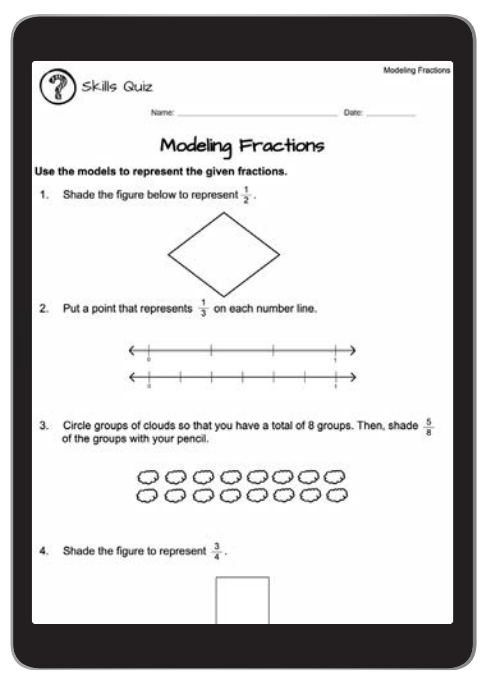 Modeling Fractions
Skills Quiz
Name: ____________ Date: ________
Modeling Fractions
Use the models to represent the given fractions.
1. Shade the figure below to represent 1/2 .
2. Put a point that represents 1/3 on each number line.
0 1
0 1
3. Circle groups of clouds so that you have a total of 8 groups. Then, shade 5/8
of the groups with your pencil.
4. Shade the figure to represent 3/4 .